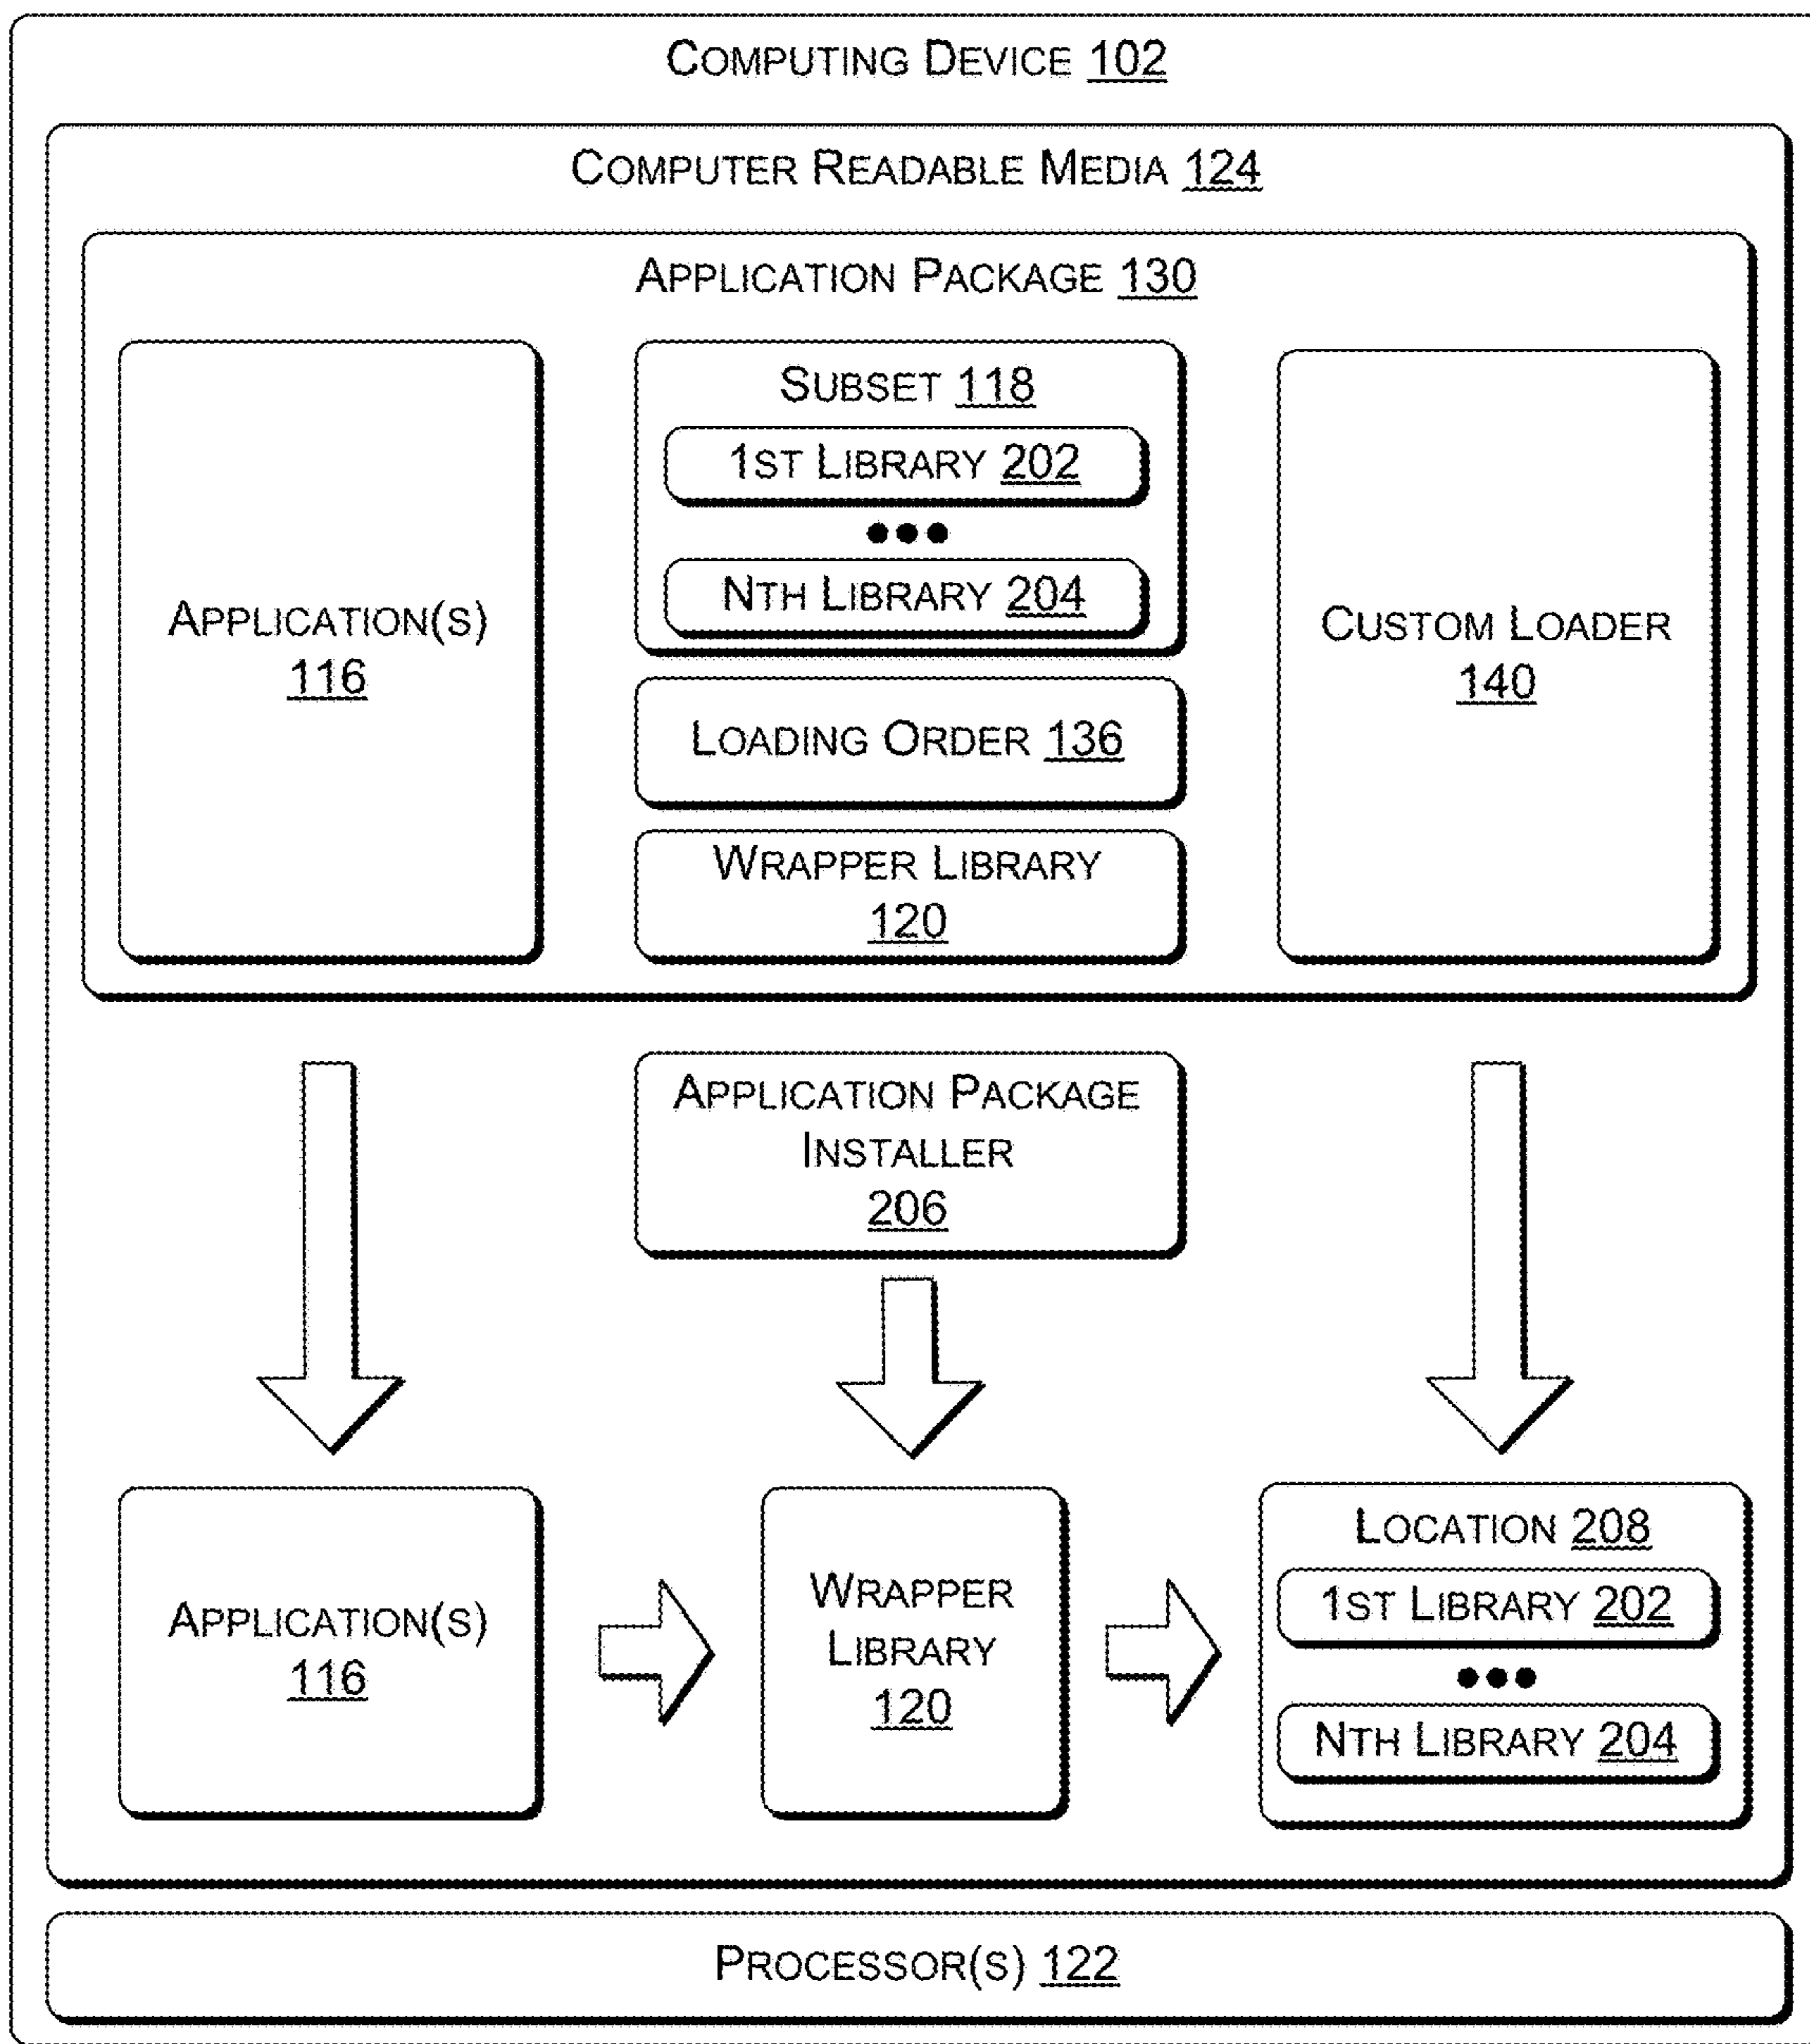 COMPUTING DEVICE 102
COMPUTER READABLE MEDIA 124
APPLICATION PACKAGE 130
APPLICATION(S)
116
SUBSET 118
1ST LIBRARY 202
NTH LIBRARY 204
LOADING ORDER 136
WRAPPER LIBRARY
120
CUSTOM LOADER
140
APPLICATION PACKAGE
INSTALLER
206
APPLICATION(S)
116
WRAPPER
LIBRARY
120
LOCATION 208
1ST LIBRARY 202
NTH LIBRARY 204
PROCESSOR(S) 122